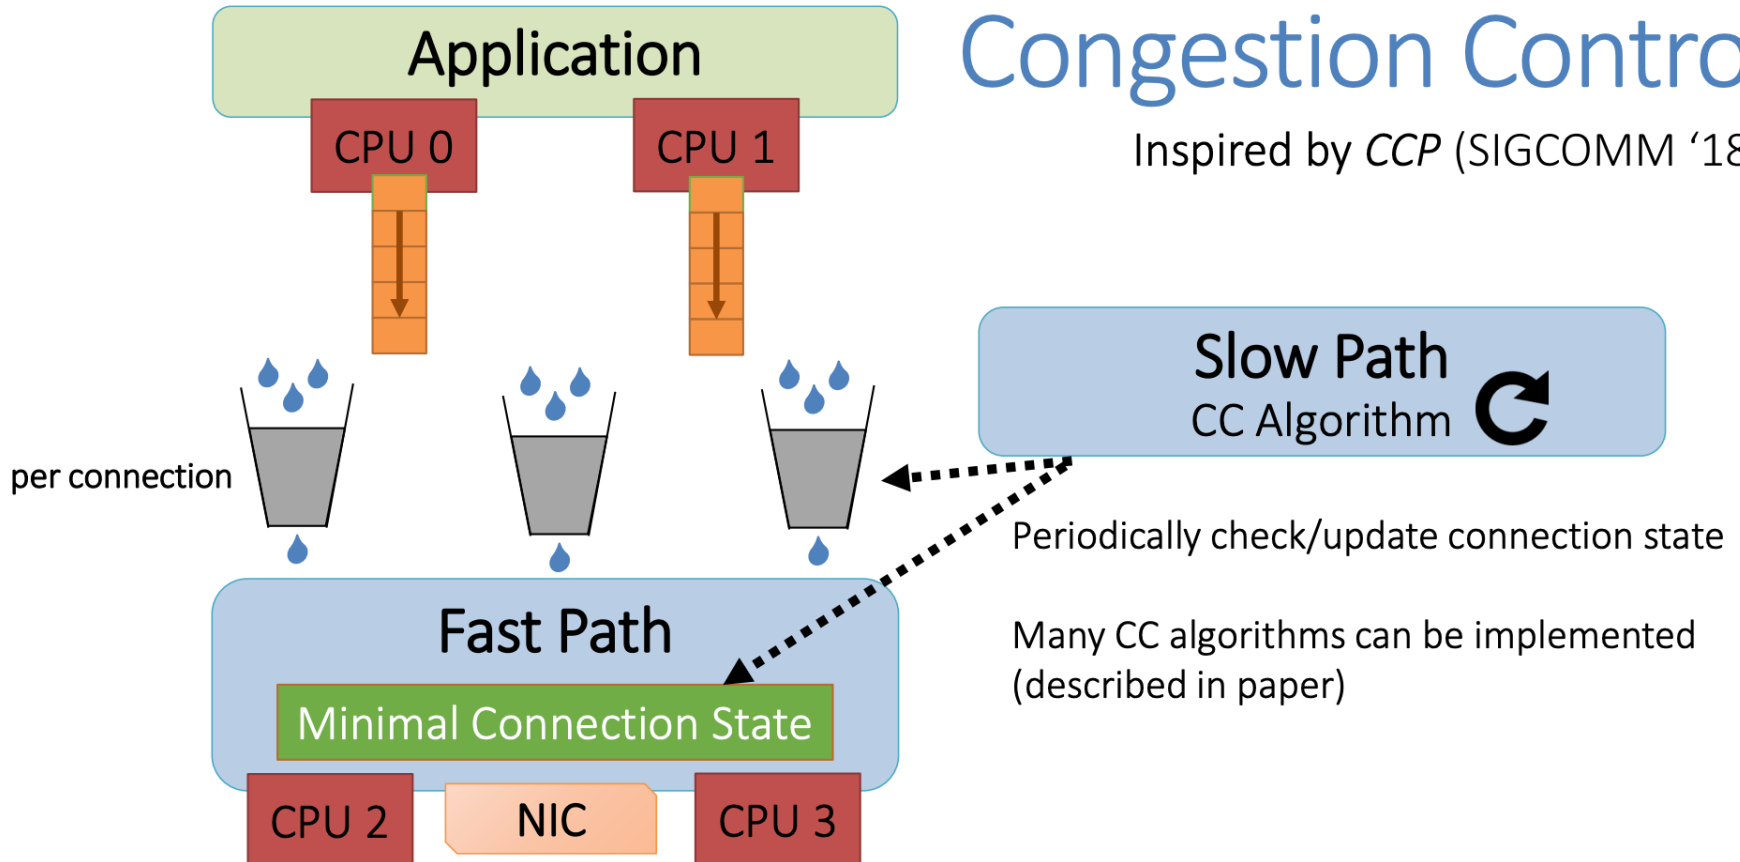 Application
Congestion Contro
CPU 0
CPU 1
Inspired by CCP (SIGCOMM ‘18
Slow Path
CC Algorithm
per connection
Periodically check/update connection state
Many CC algorithms can be implemented
(described in paper)
Fast Path
Minimal Connection State
CPU 2
NIC
CPU 3